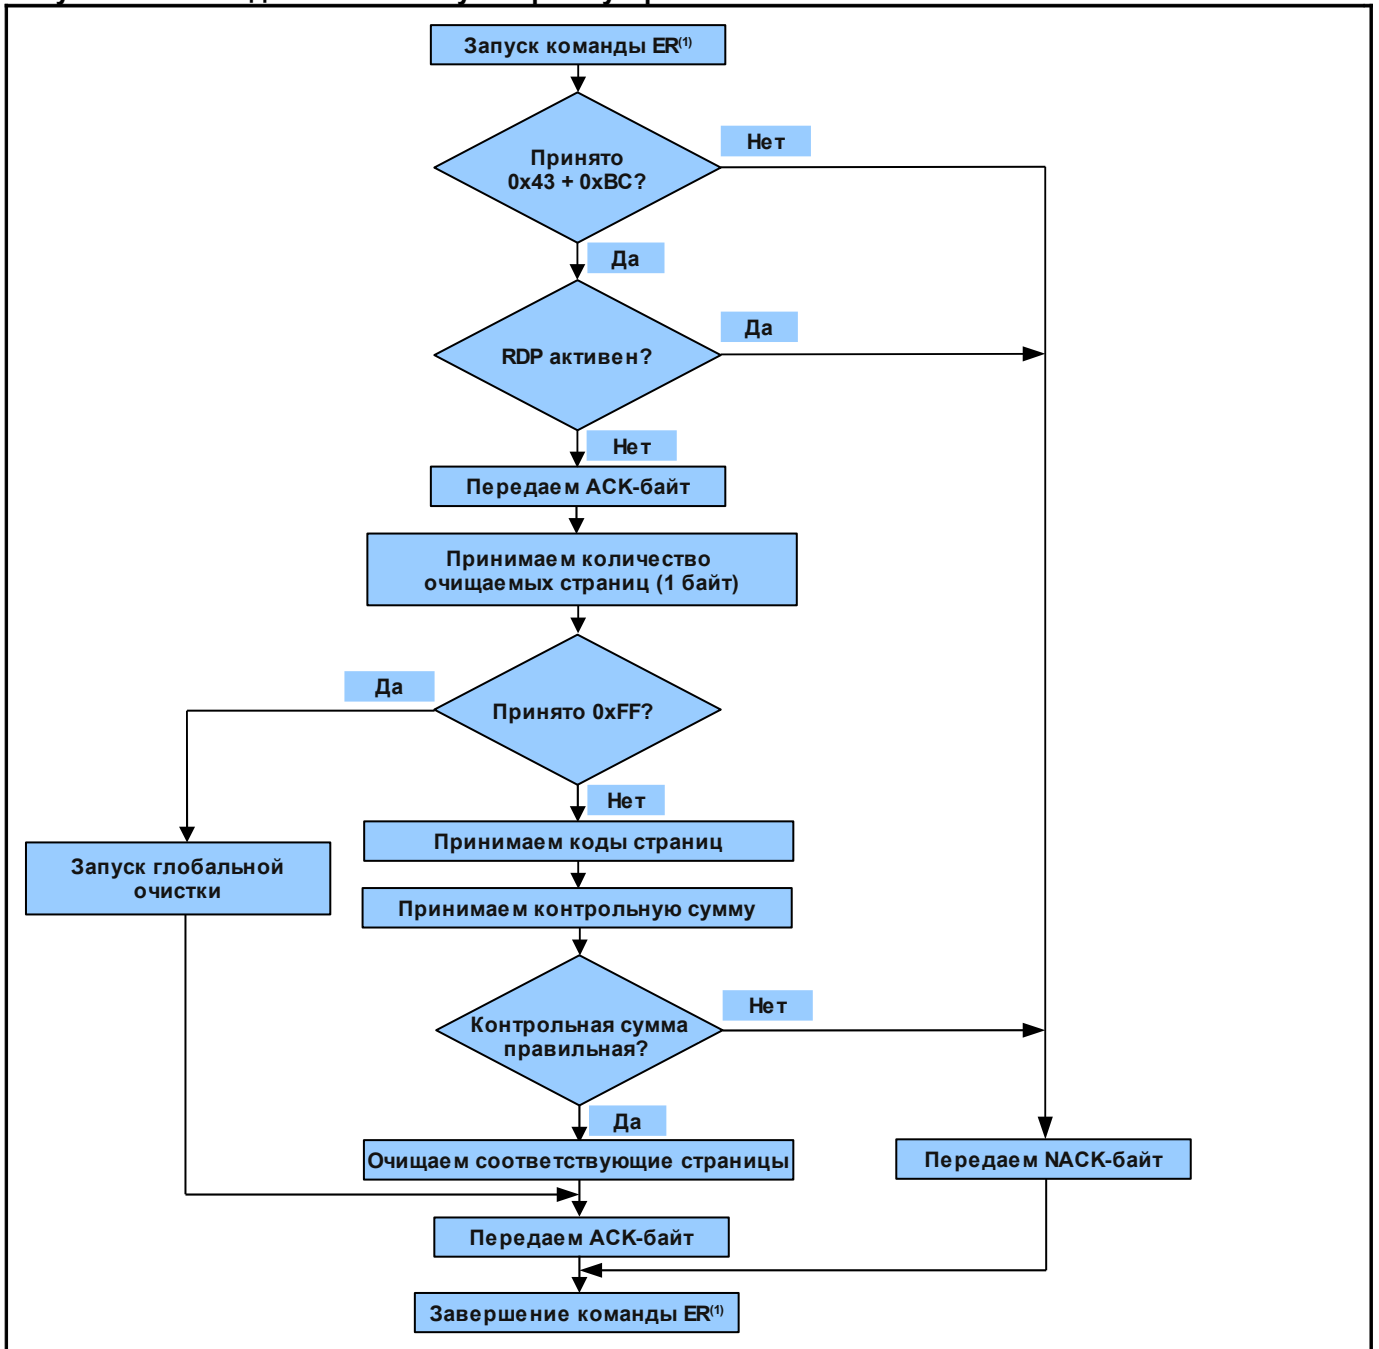 Запуск команды ER(1)
Принято
0x43 + 0xBC?
Нет
Да
RDP активен?
Да
Нет
Передаем ACK-байт
Принимаем количество
очищаемых страниц (1 байт)
Да
Принято 0xFF?
Нет
Принимаем коды страниц
Запуск глобальной
очистки
Принимаем контрольную сумму
Контрольная сумма
правильная?
Нет
Да
Очищаем соответствующие страницы
Передаем NACK-байт
Передаем ACK-байт
Завершение команды ER(1)